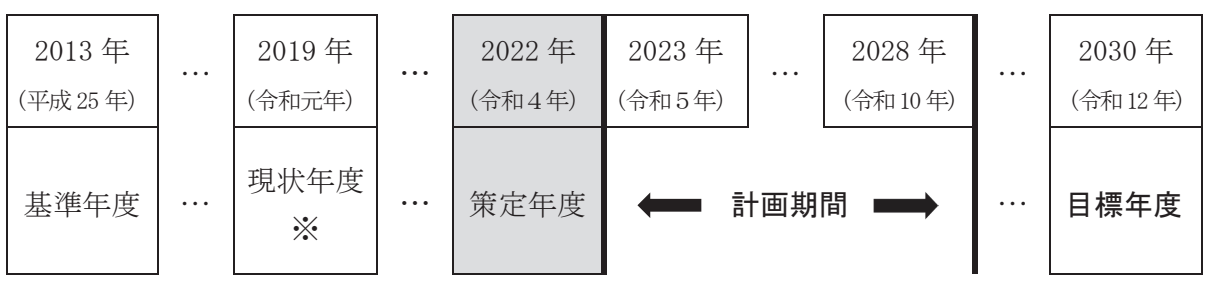 2013 年 … 2019 年 … 2022 年 2023 年 … 2028 年 … 2030 年
(平成 25 年) (令和元年) (令和４年) (令和５年) (令和 10 年) (令和 12 年)
基準年度 … 現状年度 … 策定年度 計画期間 … 目標年度
※